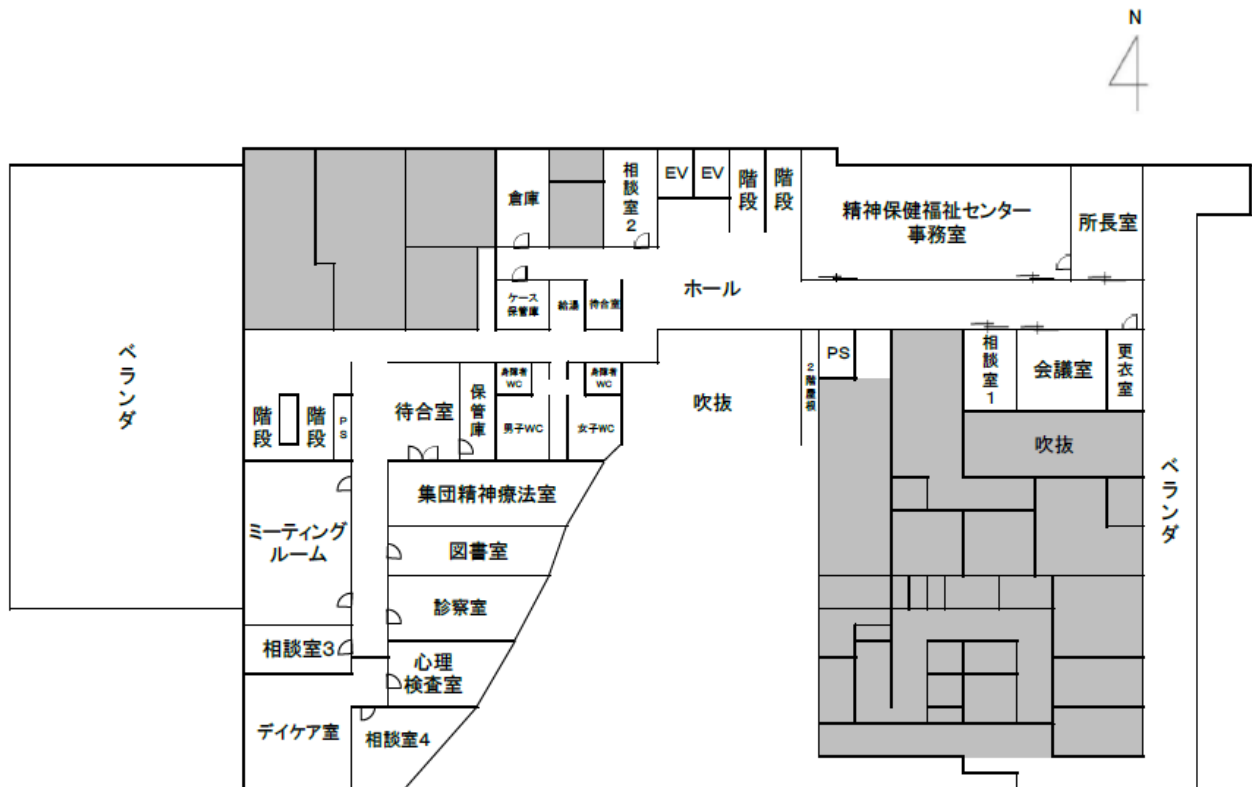 N
倉庫
相談室2
EV
EV
階段
階段
精神保健福祉センター
事務室
所長室
ケース
保管庫
給湯
待合室
ホール
ベランダ
階段
階段
PS
待合室
保管庫
身障者
WC
身障者
WC
男子WC
女子WC
吹抜
2階屋根
PS
相談室1
会議室
更衣室
吹抜
ベランダ
集団精神療法室
ミーティング
ルーム
図書室
診察室
相談室3
心理
検査室
デイケア室
相談室4